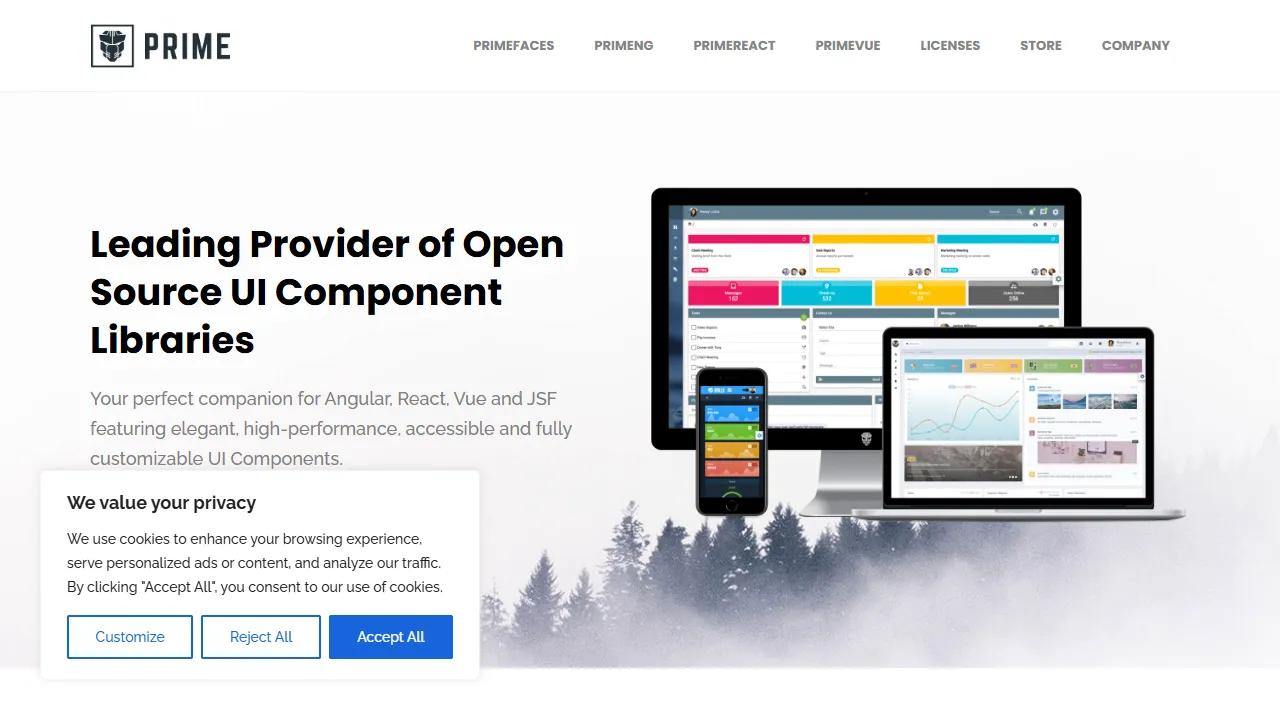 PRIME
PRIMEFACES PRIMENG PRIMEREACT PRIMEVUE LICENSES STORE COMPANY
Leading Provider of Open
Source UI Component
Libraries
Your perfect companion for Angular, React, Vue and JSF
featuring elegant, high-performance, accessible and fully
customizable UI Components.
We value your privacy
We use cookies to enhance your browsing experience,
serve personalized ads or content, and analyze our traffic.
By clicking "Accept All", you consent to our use of cookies.
Customize Reject All Accept All